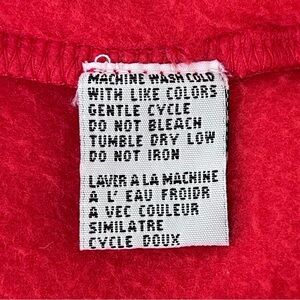 MACHINE WASH COLD
WITH LIKE COLORS
GENTLE CYCLE
DO NOT BLEACH
TUMBLE DRY LOW
DO NOT IRON
LAVER A LA MACHINE
A L' EAU FROIDR
A VEC COULEUR
SIMILATRE
CYCLE DOUX